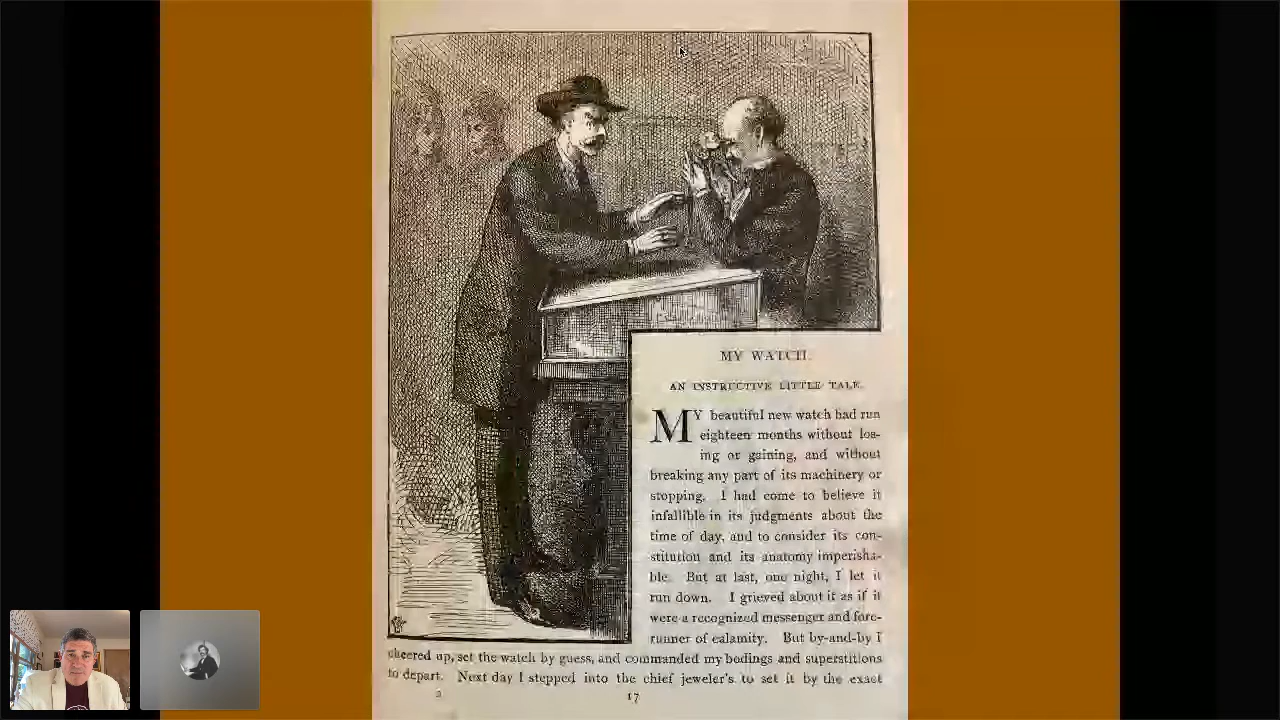 MY WATCH.
AN INSTRUCTIVE LITTLE TALE.
MY beautiful new watch had run
eighteen months without los-
ing or gaining, and without
breaking any part of its machinery or
stopping. I had come to believe it
infallible in its judgments about the
time of day, and to consider its con-
stitution and its anatomy imperisha-
ble. But at last, one night, I let it
run down. I grieved about it as if it
were a recognized messenger and fore-
runner of calamity. But by-and-by I
cheered up, set the watch by guess, and commanded my bodings and superstitions
to depart. Next day I stepped into the chief jeweler's to set it by the exact
2
17